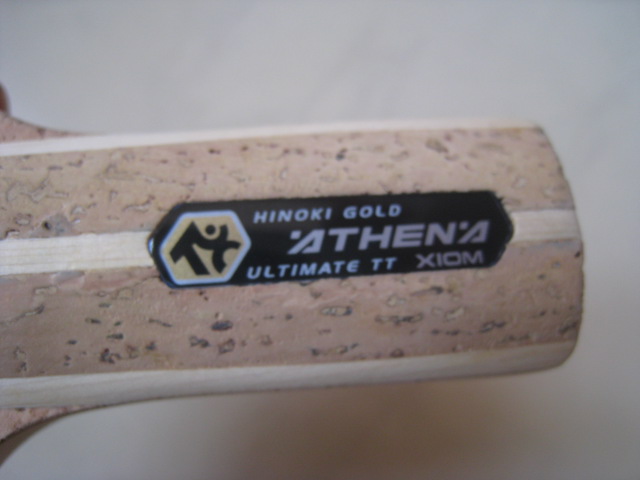 HINOKI GOLD
ATHENA
ULTIMATE TT XIOM